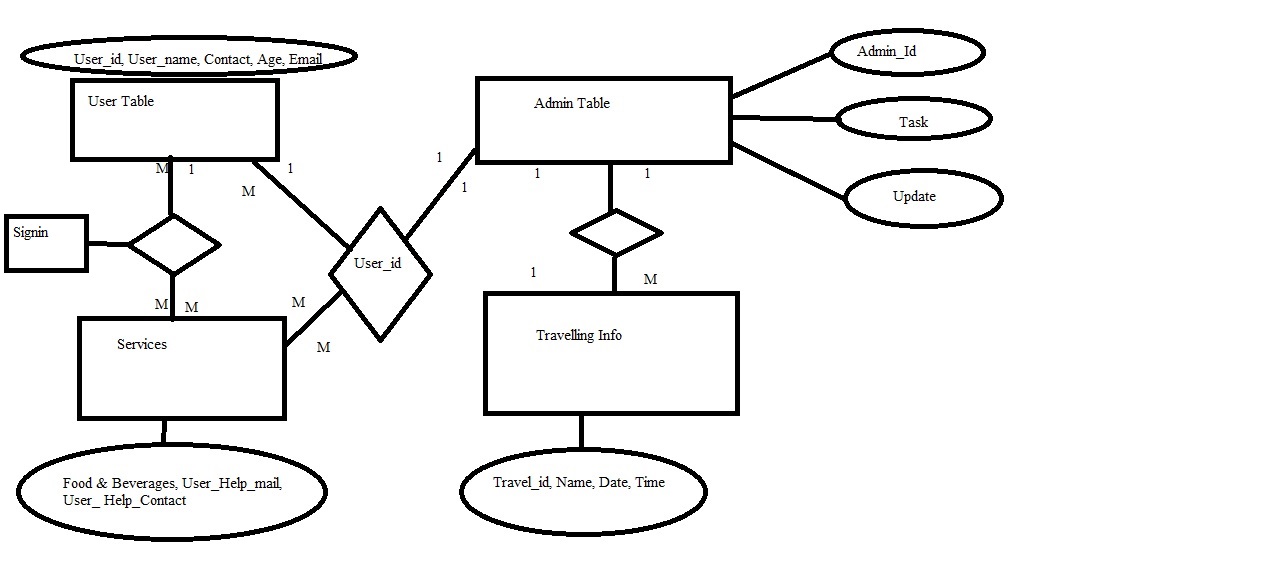 User_id, User_name, Contact, Age, Email
User Table
Admin Table
Admin_Id
Task
Update
M 1
1
M
1
1
1
1
Signin
User_id
M M
M
M
1
M
Services
Travelling Info
Food & Beverages, User_Help_mail,
User_ Help_Contact
Travel_id, Name, Date, Time